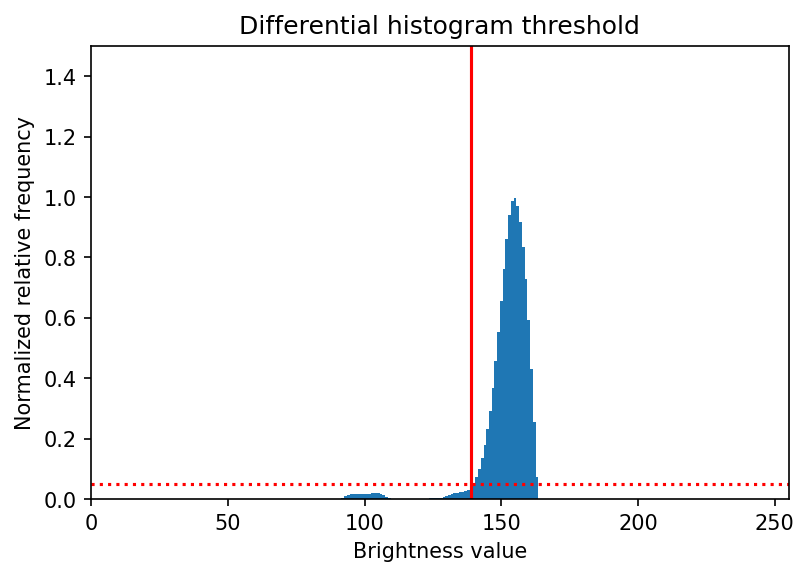 Differential histogram threshold
Normalized relative frequency
1.4
1.2
1.0
0.8
0.6
0.4
0.2
0.0
0 50 100 150 200 250
Brightness value